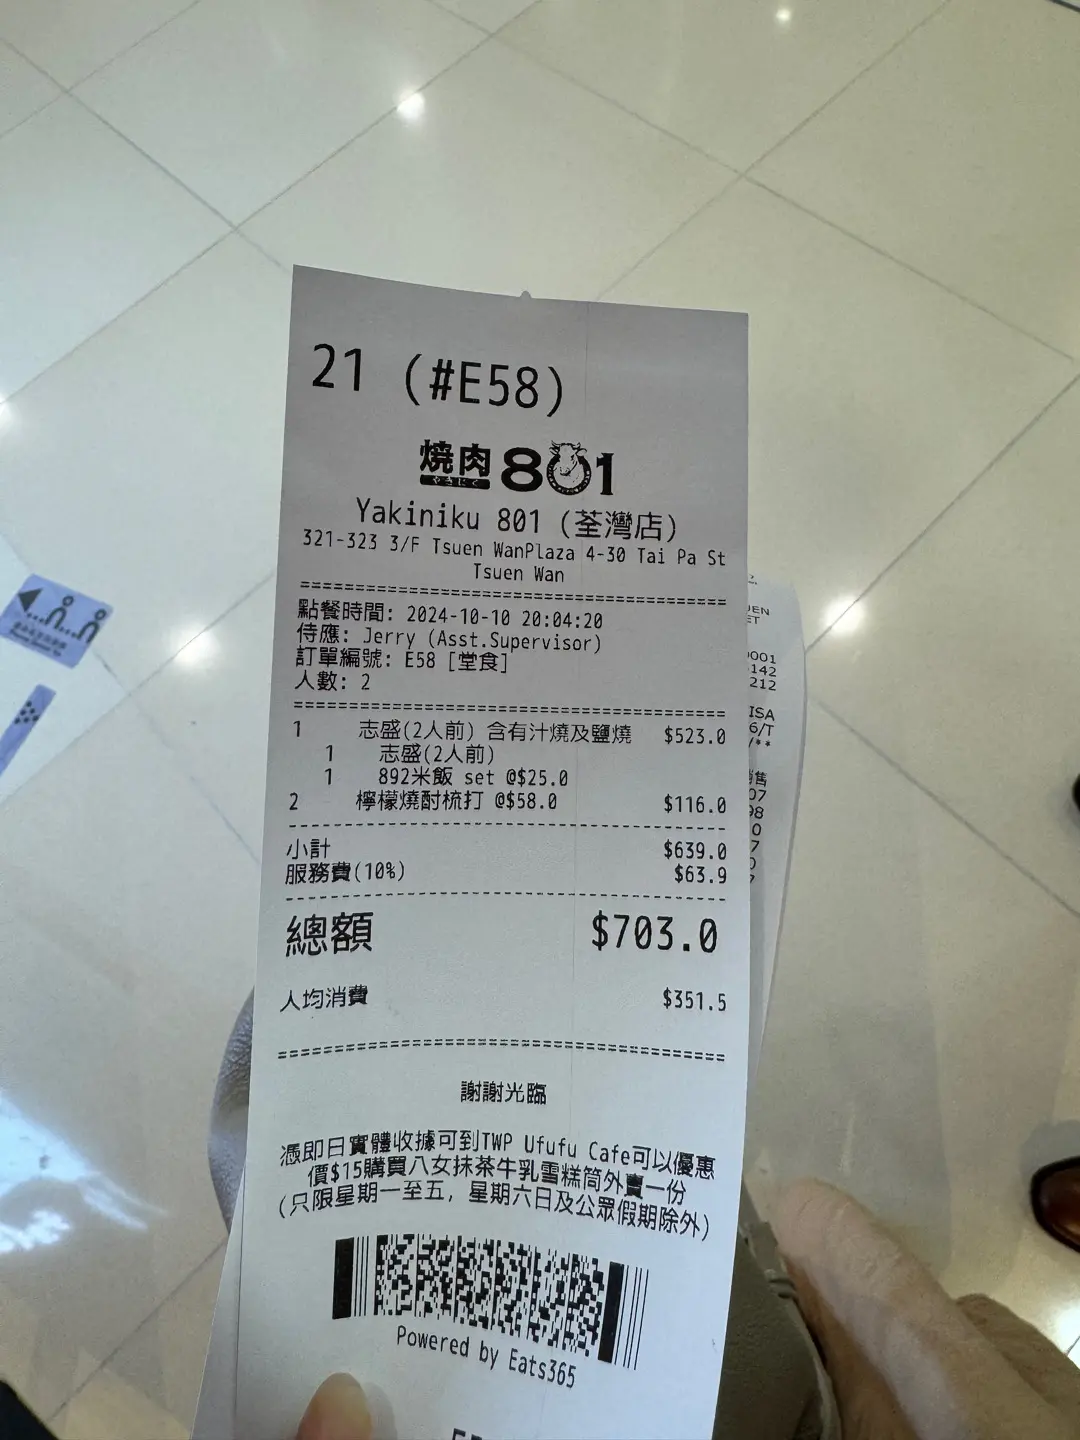 21 (#E58)
燒肉 801
やきにく
Yakiniku 801 (荃灣店)
321-323 3/F Tsuen WanPlaza 4-30 Tai Pa St
Tsuen Wan
點餐時間: 2024-10-10 20:04:20
侍應: Jerry (Asst.Supervisor)
訂單編號: E58 [堂食]
人數: 2
1 志盛(2人前) 含有汁燒及鹽燒 $523.0
1 志盛(2人前)
1 892米飯 set @$25.0
2 檸檬燒酎梳打 @$58.0 $116.0
小計 $639.0
服務費(10%) $63.9
總額 $703.0
人均消費 $351.5
謝謝光臨
憑即日實體收據可到TWP Ufufu Cafe可以優惠
價$15購買八女抹茶牛乳雪糕筒外賣一份
(只限星期一至五, 星期六日及公眾假期除外)
Powered by Eats365